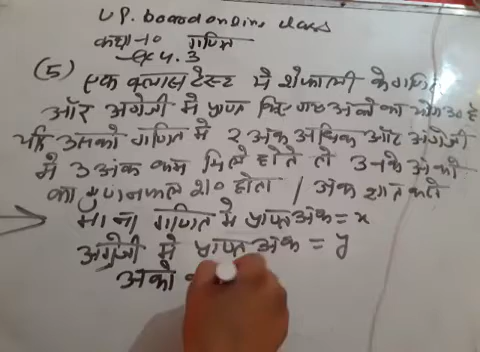 U.P. board online class
कक्षा-10 गणित
Ex 4.3
(5) एक क्लास टेस्ट में शेफाली के गणित
और अंग्रेजी में प्राप्त किए गए अंको का योग 30 है
यदि उसको गणित में 2 अंक अधिक और अंग्रेजी
में 3 अंक कम मिले होते तो उनके अंको
का गुणनफल 210 होता / अंक ज्ञात करो
माना गणित में प्राप्त अंक = x
अंग्रेजी में प्राप्त अंक = y
अंको